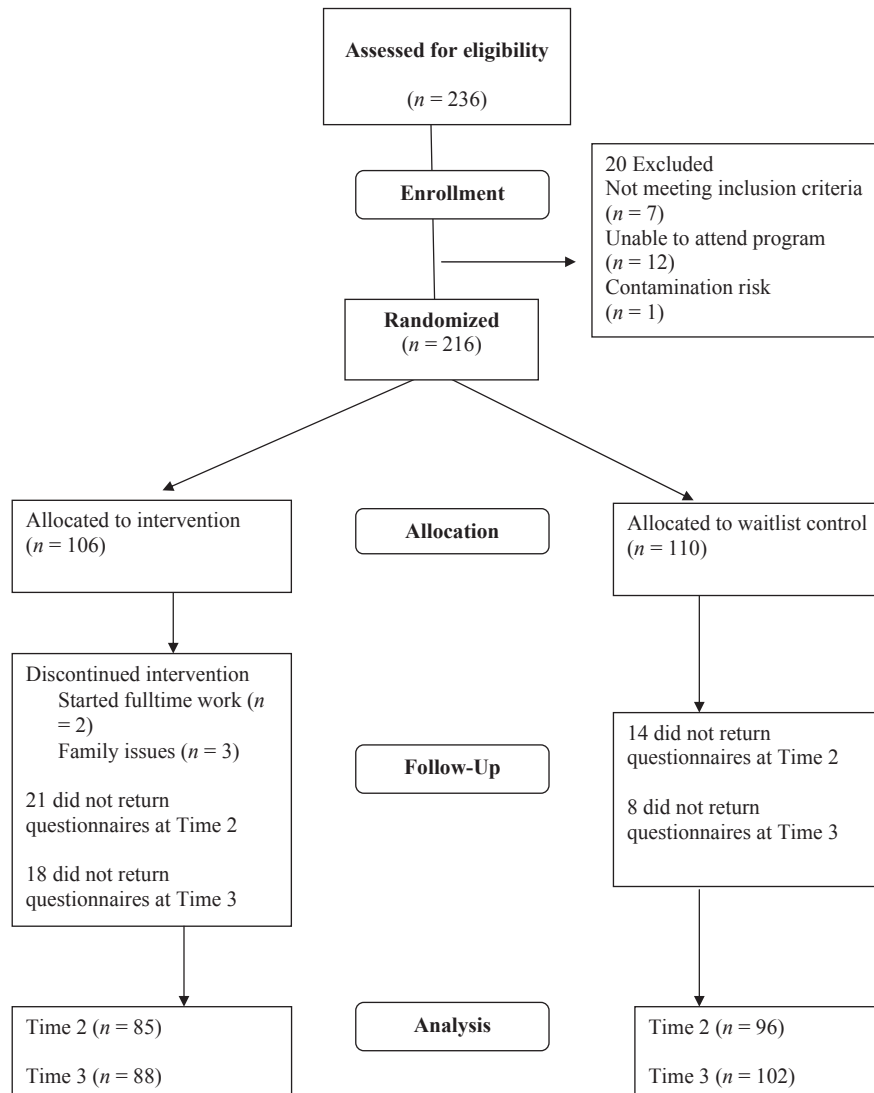 Assessed for eligibility
(n = 236)
Enrollment
20 Excluded
Not meeting inclusion criteria
(n = 7)
Unable to attend program
(n = 12)
Contamination risk
(n = 1)
Randomized
(n = 216)
Allocated to intervention
(n = 106)
Allocation
Allocated to waitlist control
(n = 110)
Discontinued intervention
Started fulltime work (n
= 2)
Family issues (n = 3)
21 did not return
questionnaires at Time 2
18 did not return
questionnaires at Time 3
Follow-Up
14 did not return
questionnaires at Time 2
8 did not return
questionnaires at Time 3
Time 2 (n = 85)
Time 3 (n = 88)
Analysis
Time 2 (n = 96)
Time 3 (n = 102)